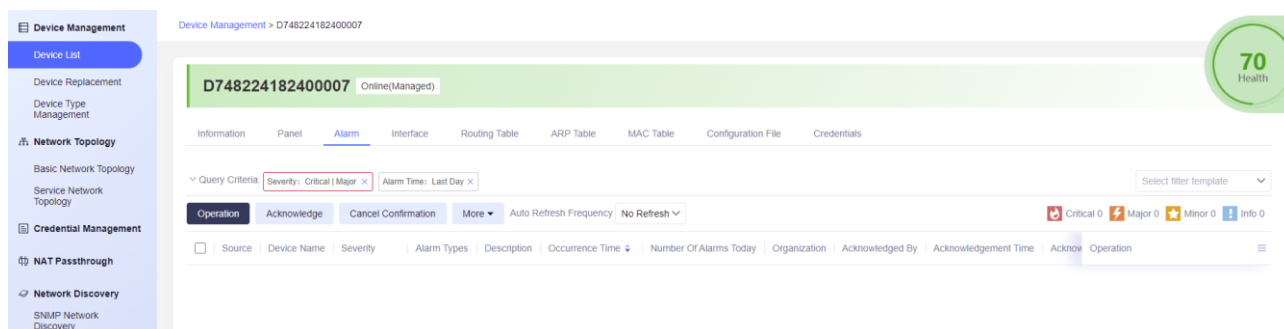 Device Management
Device List
Device Replacement
Device Type
Management
Network Topology
Basic Network Topology
Service Network
Topology
Credential Management
NAT Passthrough
Network Discovery
SNMP Network
Discovery
Device Management > D748224182400007
70
Health
D748224182400007 Online(Managed)
Information Panel Alarm Interface Routing Table ARP Table MAC Table Configuration File Credentials
Query Criteria: Severity: Critical | Major × Alarm Time: Last Day × Select filter template
Operation Acknowledge Cancel Confirmation More Auto Refresh Frequency No Refresh Critical 0 Major 0 Minor 0 Info 0
Source Device Name Severity Alarm Types Description Occurrence Time Number Of Alarms Today Organization Acknowledged By Acknowledgement Time Acknow Operation